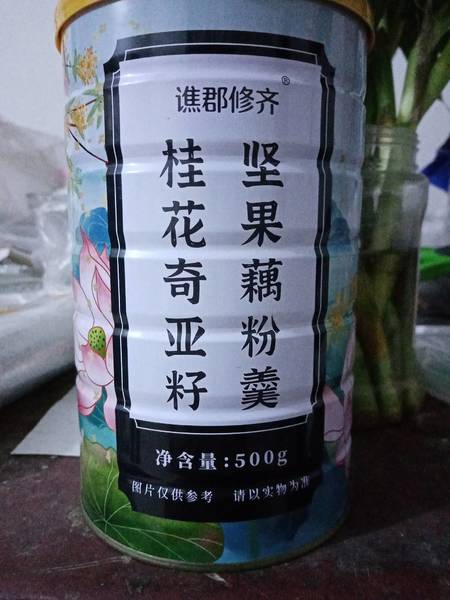 谯郡修齐®
桂花奇亚籽
坚果藕粉羹
净含量:500g
图片仅供参考 请以实物为准